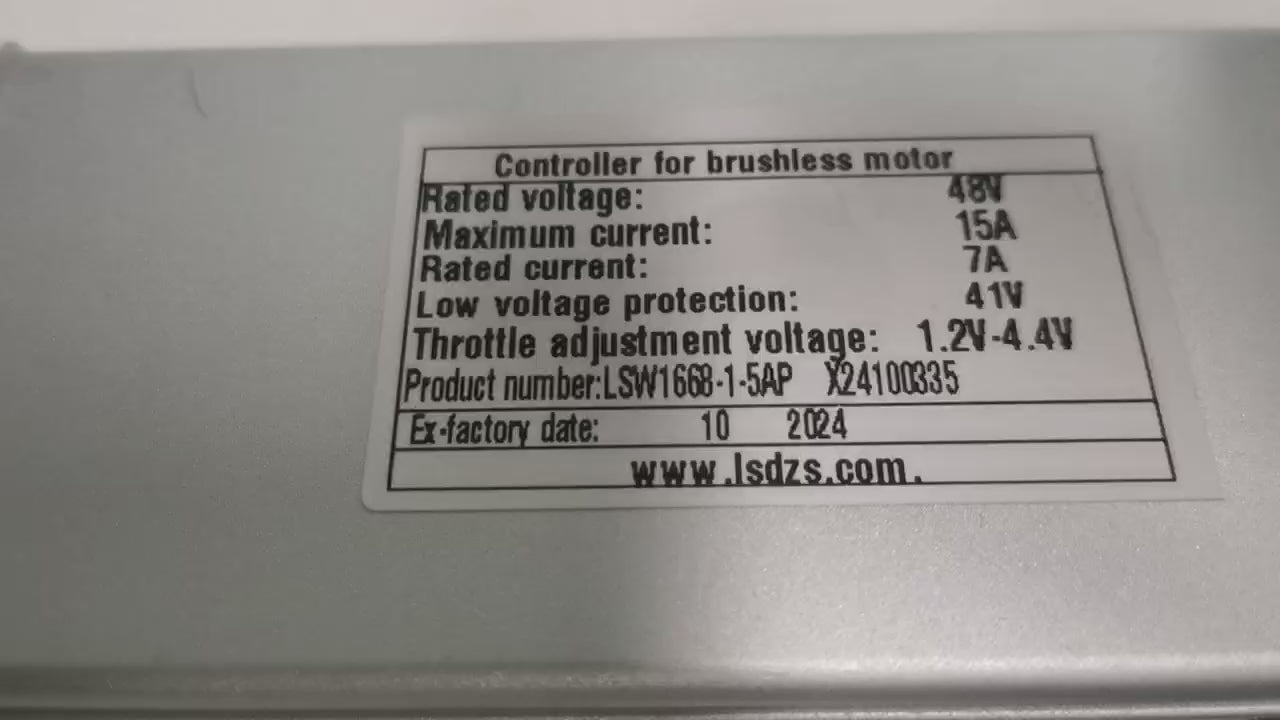 Controller for brushless motor
Rated voltage: 48V
Maximum current: 15A
Rated current: 7A
Low voltage protection: 41V
Throttle adjustment voltage: 1.2V-4.4V
Product number:LSW1668-1-5AP X24100335
Ex-factory date: 10 2024
www.lsdzs.com.